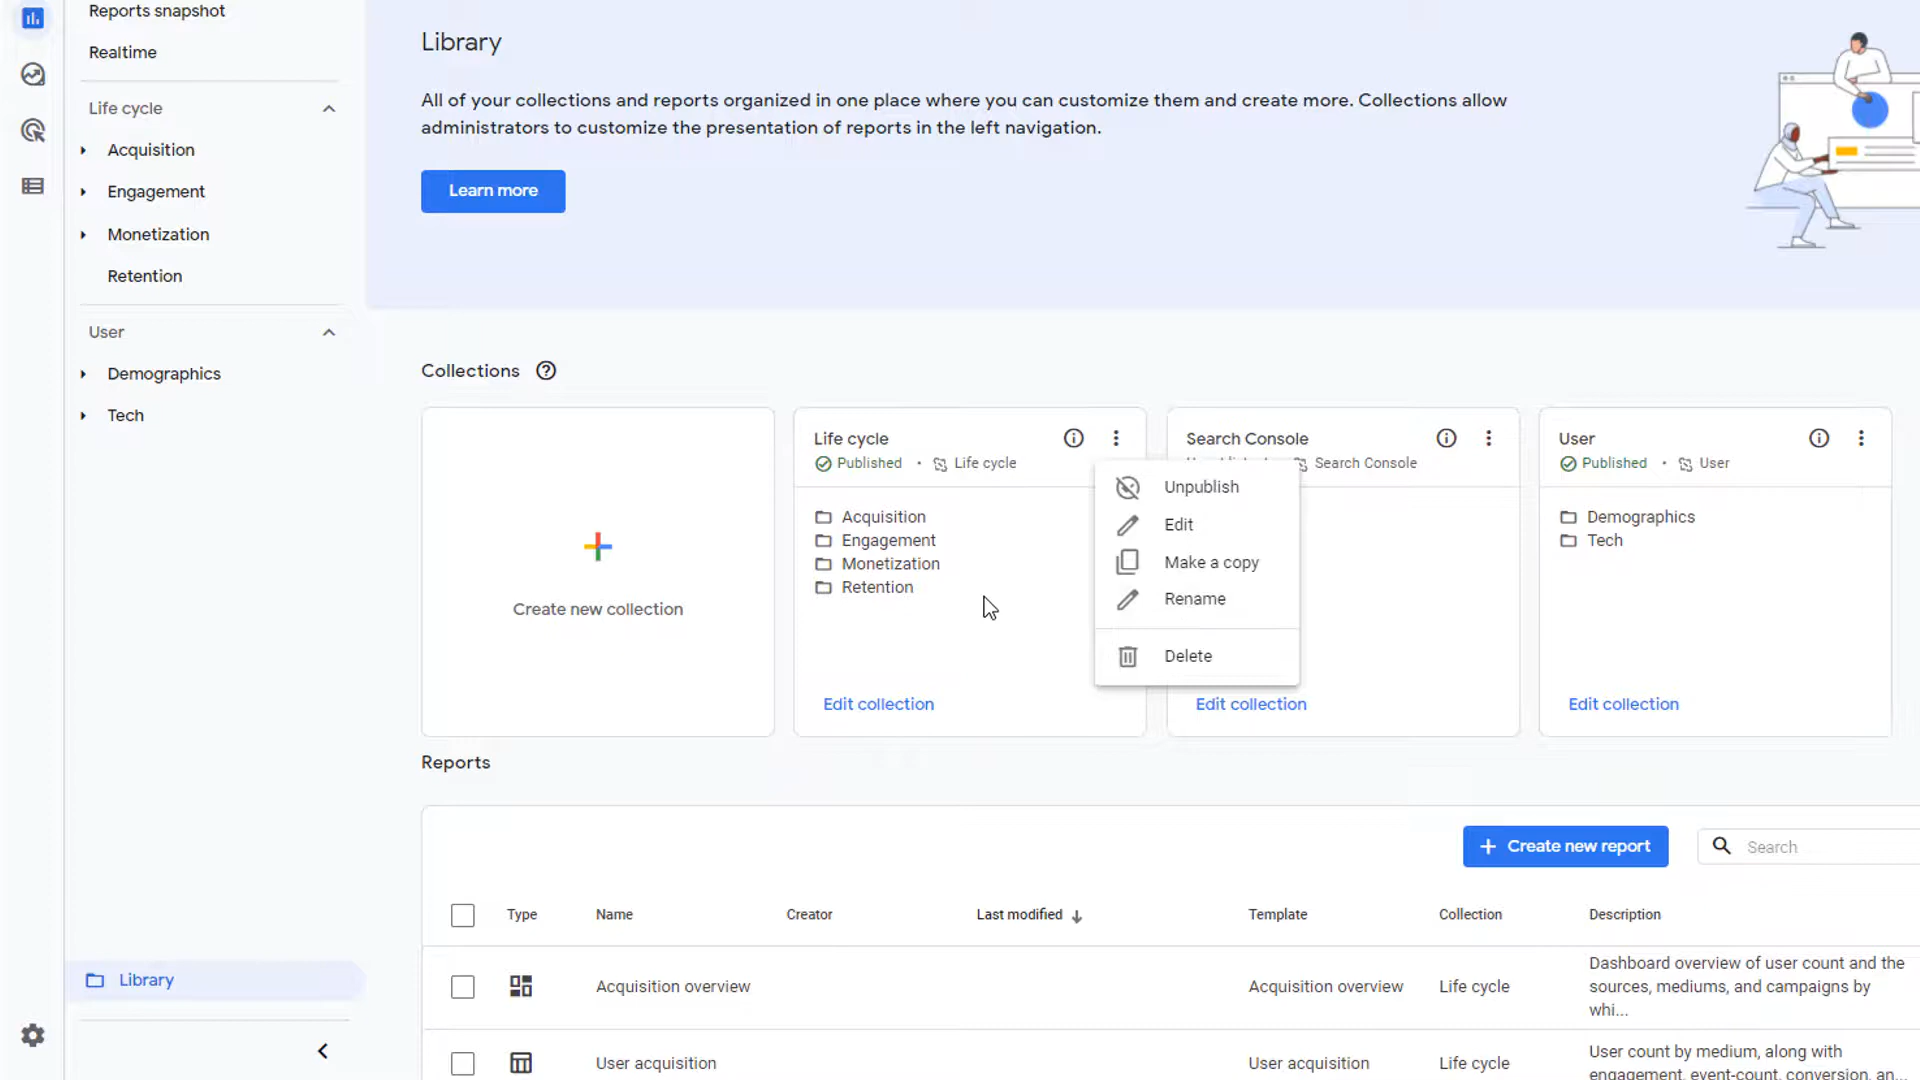 Reports snapshot
Realtime
Life cycle
Acquisition
Engagement
Monetization
Retention
User
Demographics
Tech
Library
Library
All of your collections and reports organized in one place where you can customize them and create more. Collections allow
administrators to customize the presentation of reports in the left navigation.
Learn more
Collections
Create new collection
Life cycle
Published • Life cycle
Acquisition
Engagement
Monetization
Retention
Edit collection
Unpublish
Edit
Make a copy
Rename
Delete
Search Console
Search Console
Edit collection
User
Published • User
Demographics
Tech
Edit collection
Reports
Create new report
Search
Type Name Creator Last modified Template Collection Description
Acquisition overview Acquisition overview Life cycle
Dashboard overview of user count and the
sources, mediums, and campaigns by
whi...
User acquisition User acquisition Life cycle
User count by medium, along with
engagement, event-count, conversion, an...